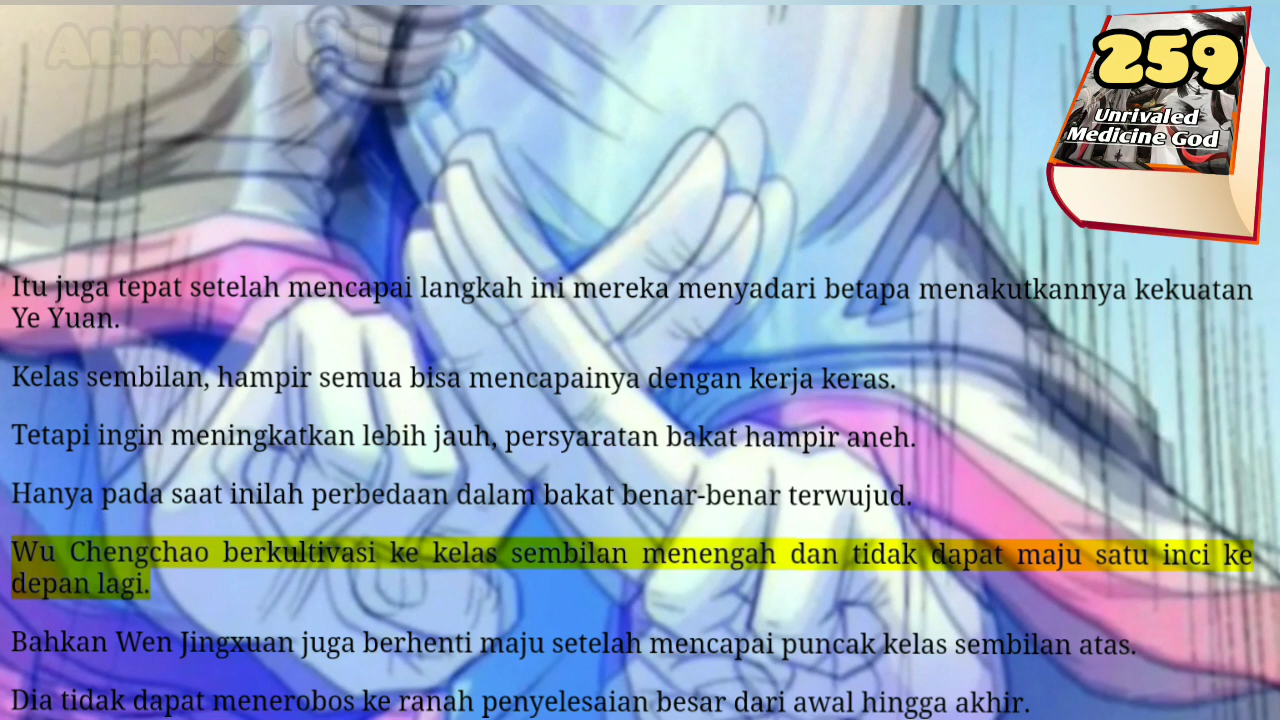 ALIANSI
259
Unrivaled
Medicine God
Itu juga tepat setelah mencapai langkah ini mereka menyadari betapa menakutkannya kekuatan
Ye Yuan.
Kelas sembilan, hampir semua bisa mencapainya dengan kerja keras.
Tetapi ingin meningkatkan lebih jauh, persyaratan bakat hampir aneh.
Hanya pada saat inilah perbedaan dalam bakat benar-benar terwujud.
Wu Chengchao berkultivasi ke kelas sembilan menengah dan tidak dapat maju satu inci ke
depan lagi.
Bahkan Wen Jingxuan juga berhenti maju setelah mencapai puncak kelas sembilan atas.
Dia tidak dapat menerobos ke ranah penyelesaian besar dari awal hingga akhir.